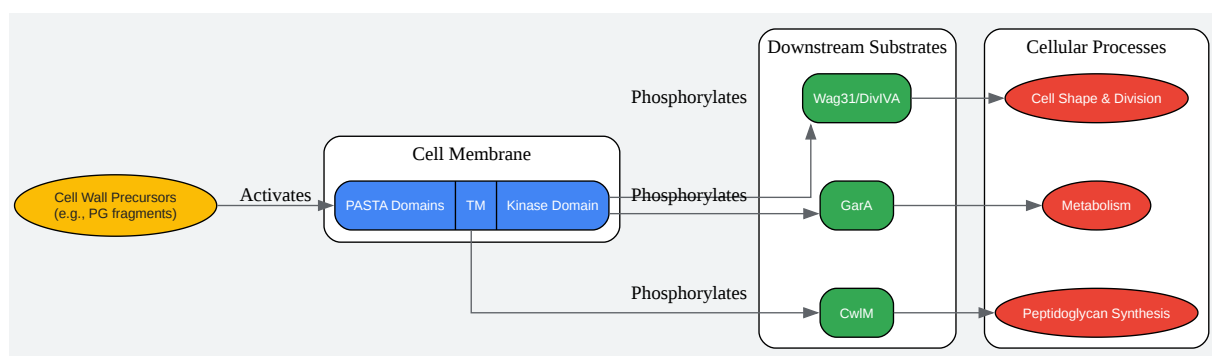 Cell Wall Precursors
(e.g., PG fragments)
Activates
Cell Membrane
PASTA Domains
TM
Kinase Domain
Phosphorylates
Phosphorylates
Phosphorylates
Downstream Substrates
Wag31/DivIVA
GarA
CwlM
Cellular Processes
Cell Shape & Division
Metabolism
Peptidoglycan Synthesis